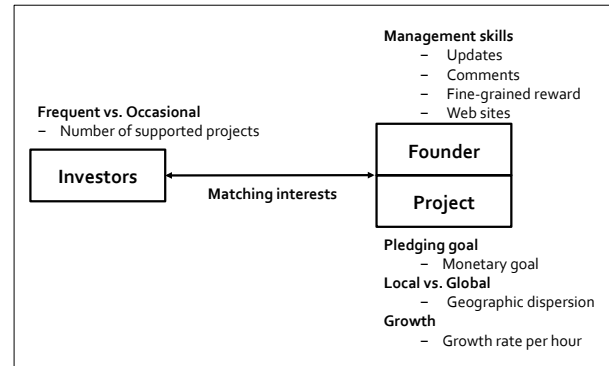 Management skills
– Updates
– Comments
– Fine-grained reward
– Web sites
Frequent vs. Occasional
– Number of supported projects
Investors
Matching interests
Founder
Project
Pledging goal
– Monetary goal
Local vs. Global
– Geographic dispersion
Growth
– Growth rate per hour